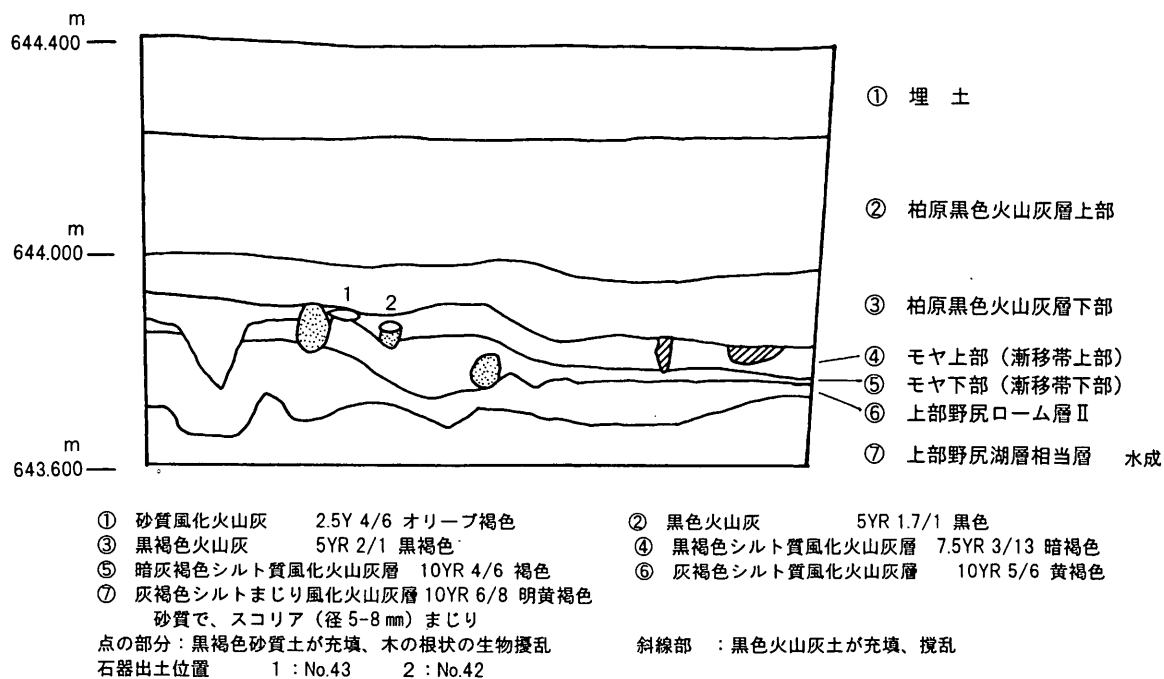 m
644.400
① 埋 土
② 柏原黒色火山灰層上部
m
644.000
1
2
③ 柏原黒色火山灰層下部
④ モヤ上部（漸移帯上部）
⑤ モヤ下部（漸移帯下部）
⑥ 上部野尻ローム層Ⅱ
m
643.600
⑦ 上部野尻湖層相当層 水成
① 砂質風化火山灰 2.5Y 4/6 オリーブ褐色
② 黒色火山灰 5YR 1.7/1 黒色
③ 黒褐色火山灰 5YR 2/1 黒褐色
④ 黒褐色シルト質風化火山灰層 7.5YR 3/13 暗褐色
⑤ 暗灰褐色シルト質風化火山灰層 10YR 4/6 褐色
⑥ 灰褐色シルト質風化火山灰層 10YR 5/6 黄褐色
⑦ 灰褐色シルトまじり風化火山灰層 10YR 6/8 明黄褐色
砂質で、スコリア（径 5-8 ㎜）まじり
点の部分：黒褐色砂質土が充填、木の根状の生物擾乱
斜線部 ：黒色火山灰土が充填、撹乱
石器出土位置 1：No.43 2：No.42